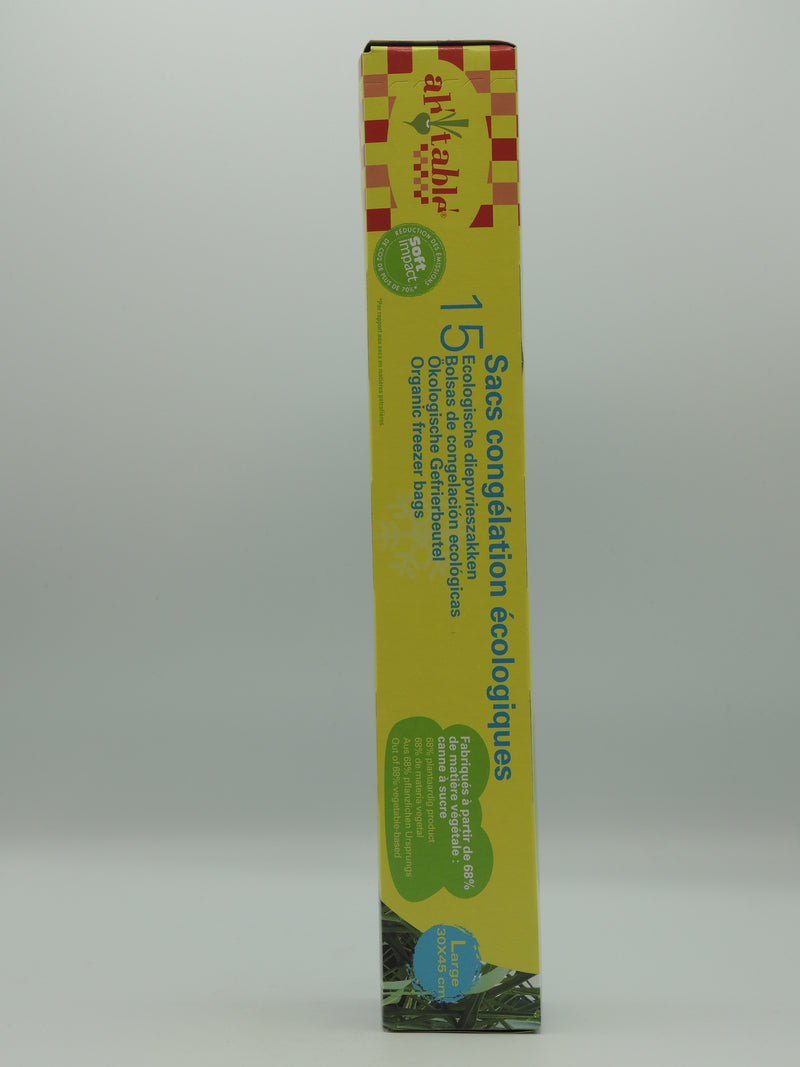 ah table®
RÉDUCTION DES ÉMISSIONS
DE CO2 DE PLUS DE 70%*
Soft
impact
*Par rapport aux sacs en matières pétrolières.
15
Sacs congélation écologiques
Ecologische diepvrieszakken
Bolsas de congelación ecológicas
Ökologische Gefrierbeutel
Organic freezer bags
Fabriqués à partir de 68%
de matière végétale :
canne à sucre
68% plantaardig product
68% de materia vegetal
Aus 68% pflanzlichen Ursprungs
Out of 68% vegetable-based
Large
30X45 cm